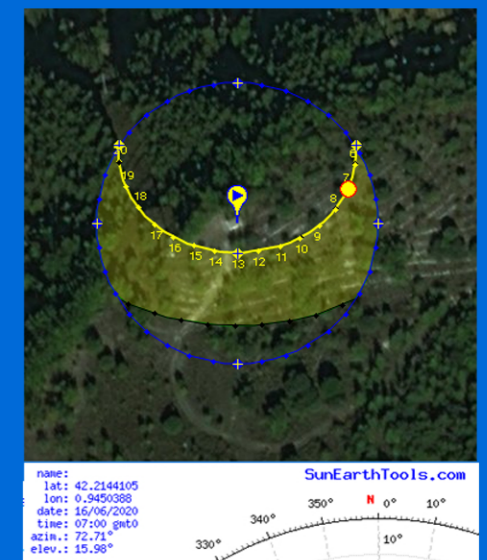 20
6
19
7
18
8
17
9
16
10
15
14
13
12
11
name:
lat: 42.2144105
lon: 0.9450388
date: 16/06/2020
time: 07:00 gmt0
azim.: 72.71°
elev.: 15.98°
SunEarthTools.com
N
350°
0°
10°
340°
330°
10°